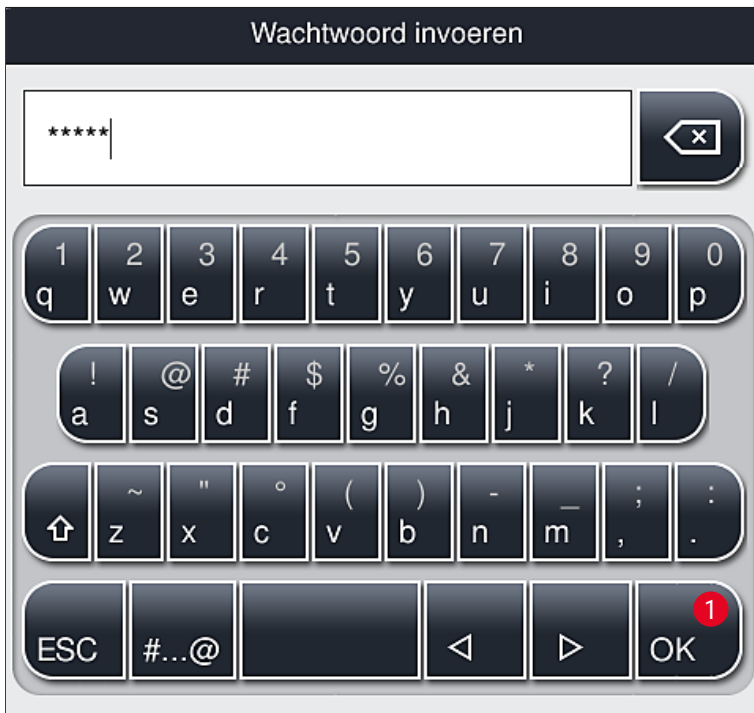 Wachtwoord invoeren
*****
1 2 3 4 5 6 7 8 9 0
q w e r t y u i o p
! @ # $ % & * ? /
a s d f g h j k l
~ " ° ( ) - _ ; :
z x c v b n m , .
1
ESC #...@ OK